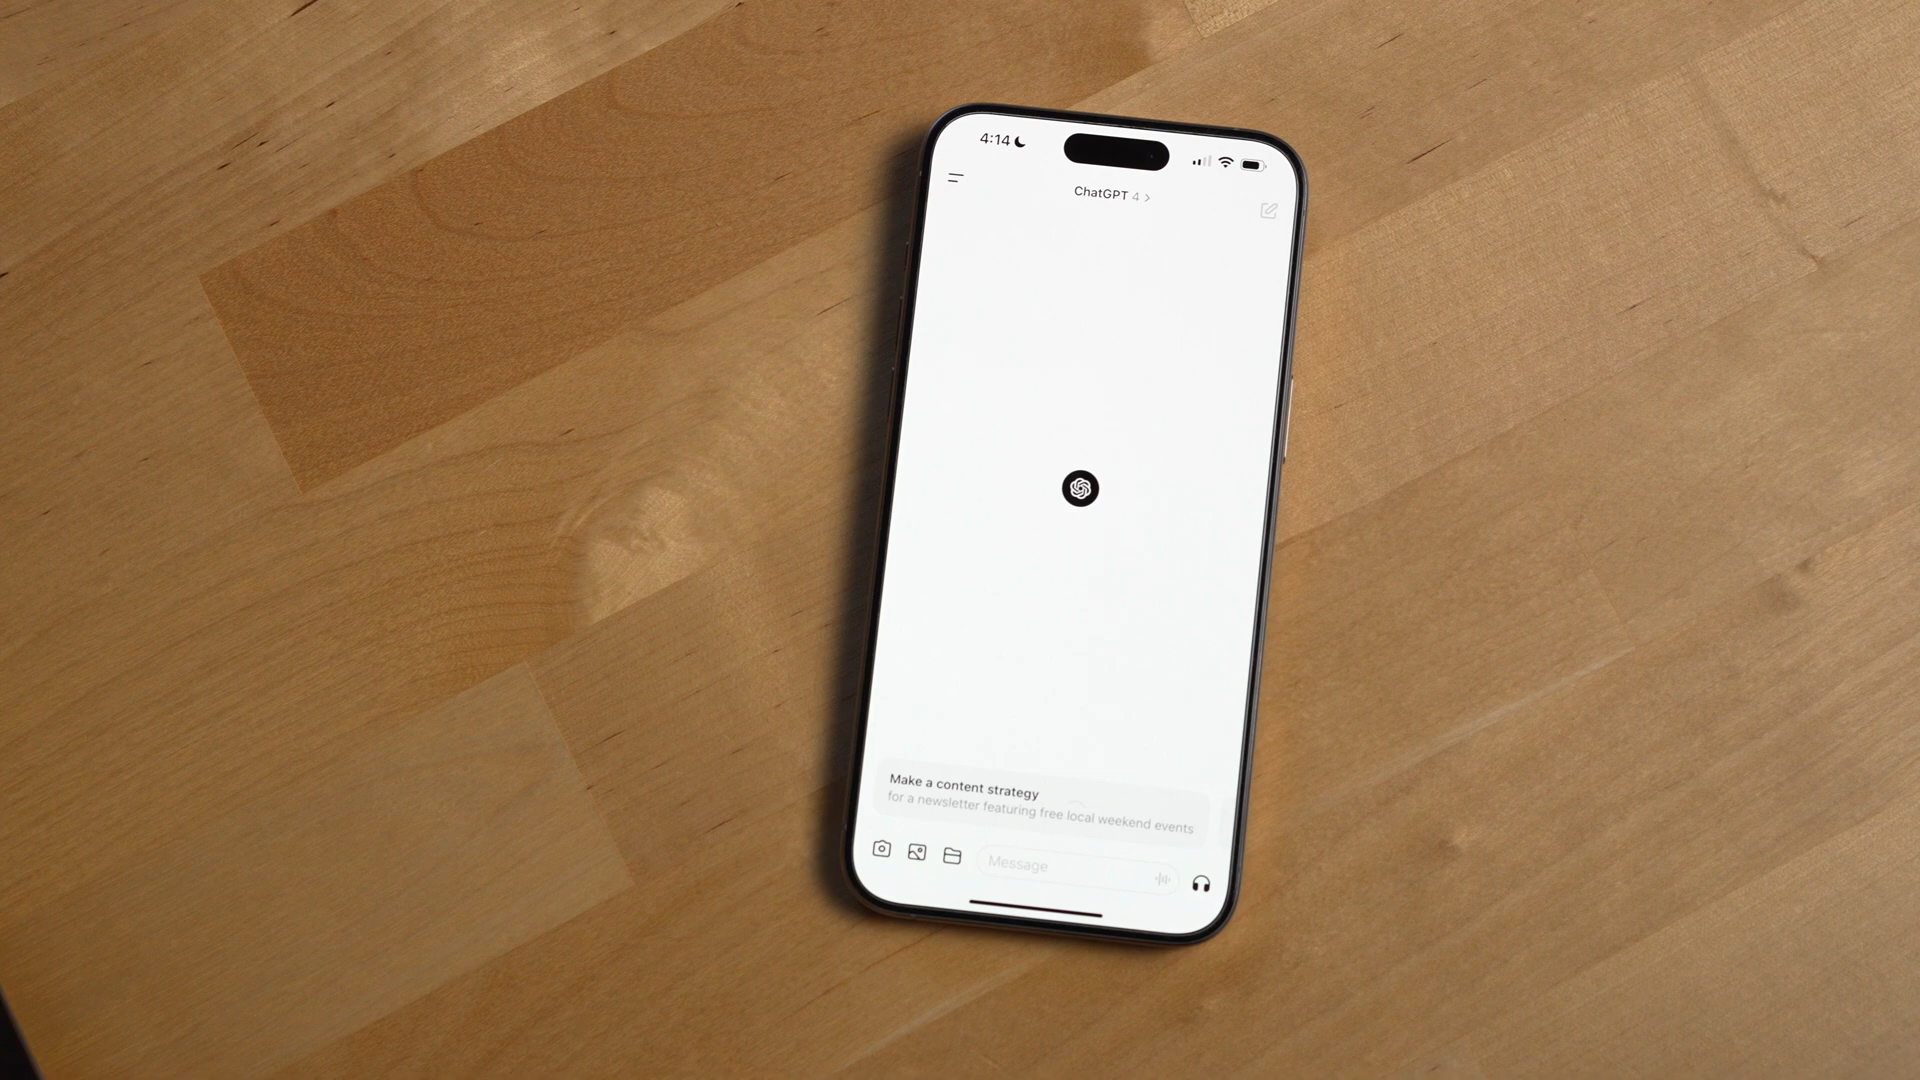 4:14
ChatGPT 4 >
Make a content strategy
for a newsletter featuring free local weekend events
Message